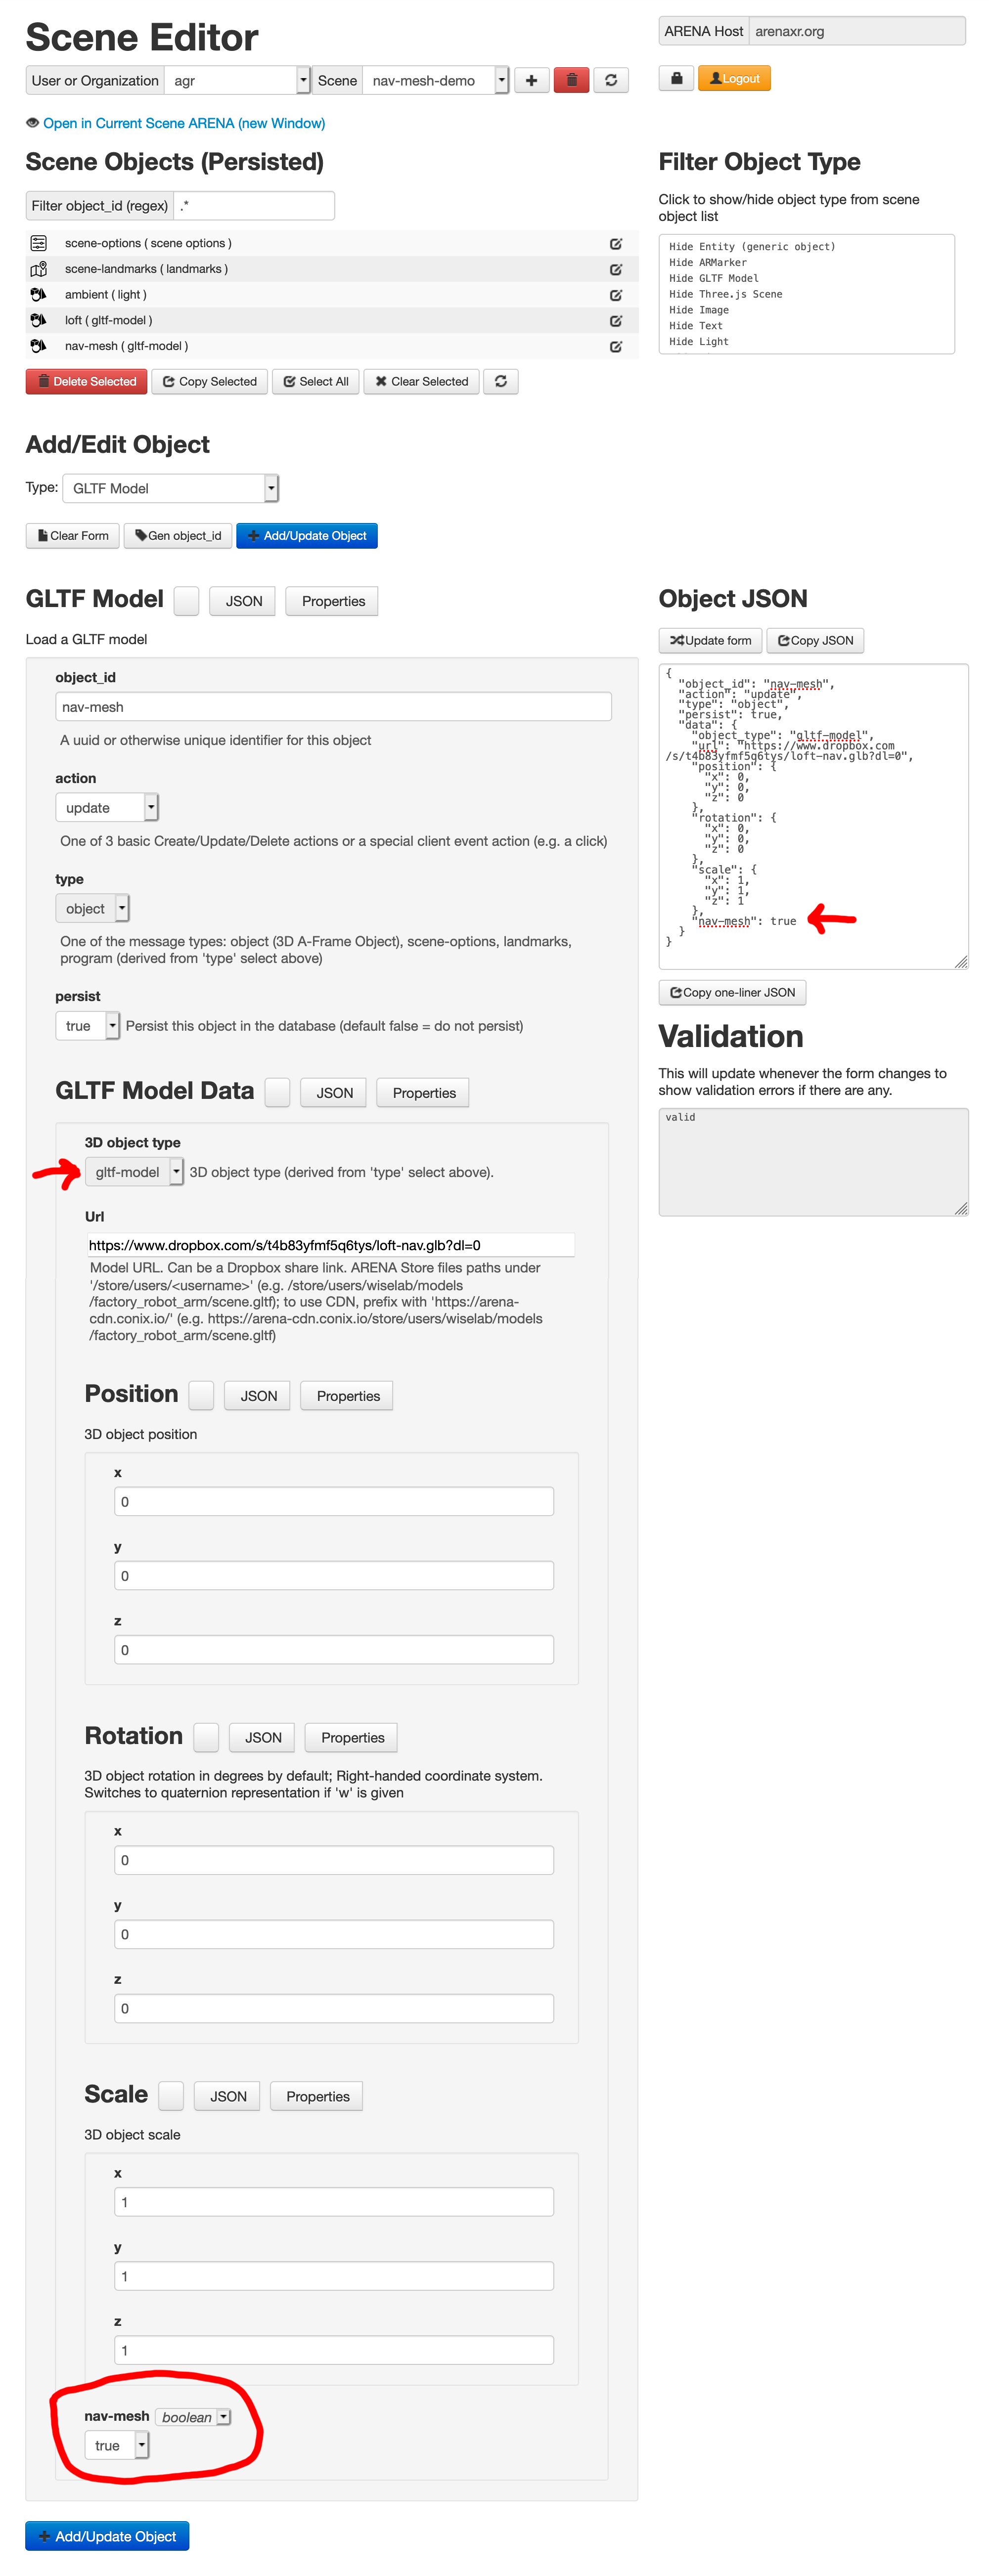 Scene Editor
ARENA Host arenaxr.org
User or Organization agr Scene nav-mesh-demo
Logout
Open in Current Scene ARENA (new Window)
Scene Objects (Persisted)
Filter object_id (regex) .*
scene-options ( scene options )
scene-landmarks ( landmarks )
ambient ( light )
loft ( gltf-model )
nav-mesh ( gltf-model )
Delete Selected Copy Selected Select All Clear Selected
Filter Object Type
Click to show/hide object type from scene
object list
Hide Entity (generic object)
Hide ARMarker
Hide GLTF Model
Hide Three.js Scene
Hide Image
Hide Text
Hide Light
Add/Edit Object
Type: GLTF Model
Clear Form Gen object_id Add/Update Object
GLTF Model JSON Properties
Load a GLTF model
object_id
nav-mesh
A uuid or otherwise unique identifier for this object
action
update
One of 3 basic Create/Update/Delete actions or a special client event action (e.g. a click)
type
object
One of the message types: object (3D A-Frame Object), scene-options, landmarks,
program (derived from 'type' select above)
persist
true Persist this object in the database (default false = do not persist)
GLTF Model Data JSON Properties
3D object type
gltf-model 3D object type (derived from 'type' select above).
Url
https://www.dropbox.com/s/t4b83yfmf5q6tys/loft-nav.glb?dl=0
Model URL. Can be a Dropbox share link. ARENA Store files paths under
'/store/users/<username>' (e.g. /store/users/wiselab/models
/factory_robot_arm/scene.gltf); to use CDN, prefix with 'https://arena-
cdn.conix.io/' (e.g. https://arena-cdn.conix.io/store/users/wiselab/models
/factory_robot_arm/scene.gltf)
Position JSON Properties
3D object position
x
0
y
0
z
0
Rotation JSON Properties
3D object rotation in degrees by default; Right-handed coordinate system.
Switches to quaternion representation if 'w' is given
x
0
y
0
z
0
Scale JSON Properties
3D object scale
x
1
y
1
z
1
nav-mesh boolean
true
Add/Update Object
Object JSON
Update form Copy JSON
{
"object_id": "nav-mesh",
"action": "update",
"type": "object",
"persist": true,
"data": {
"object_type": "gltf-model",
"url": "https://www.dropbox.com
/s/t4b83yfmf5q6tys/loft-nav.glb?dl=0",
"position": {
"x": 0,
"y": 0,
"z": 0
},
"rotation": {
"x": 0,
"y": 0,
"z": 0
},
"scale": {
"x": 1,
"y": 1,
"z": 1
},
"nav-mesh": true
}
}
Copy one-liner JSON
Validation
This will update whenever the form changes to
show validation errors if there are any.
valid